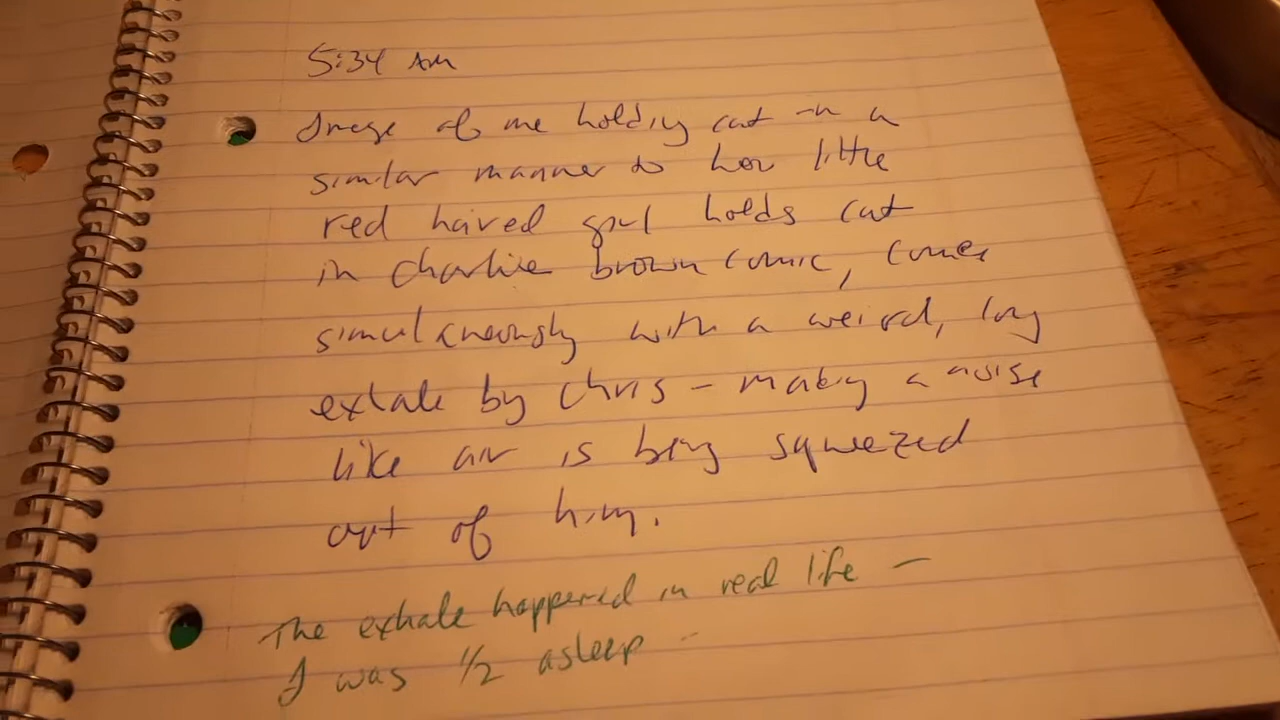 5:34 AM
Image of me holding cat in a
similar manner to how little
red haired girl holds cat
in Charlie brown comic, comes
simultaneously with a weird, long
exhale by Chris - making a noise
like air is being squeezed
out of him.
The exhale happened in real life -
I was 1/2 asleep -